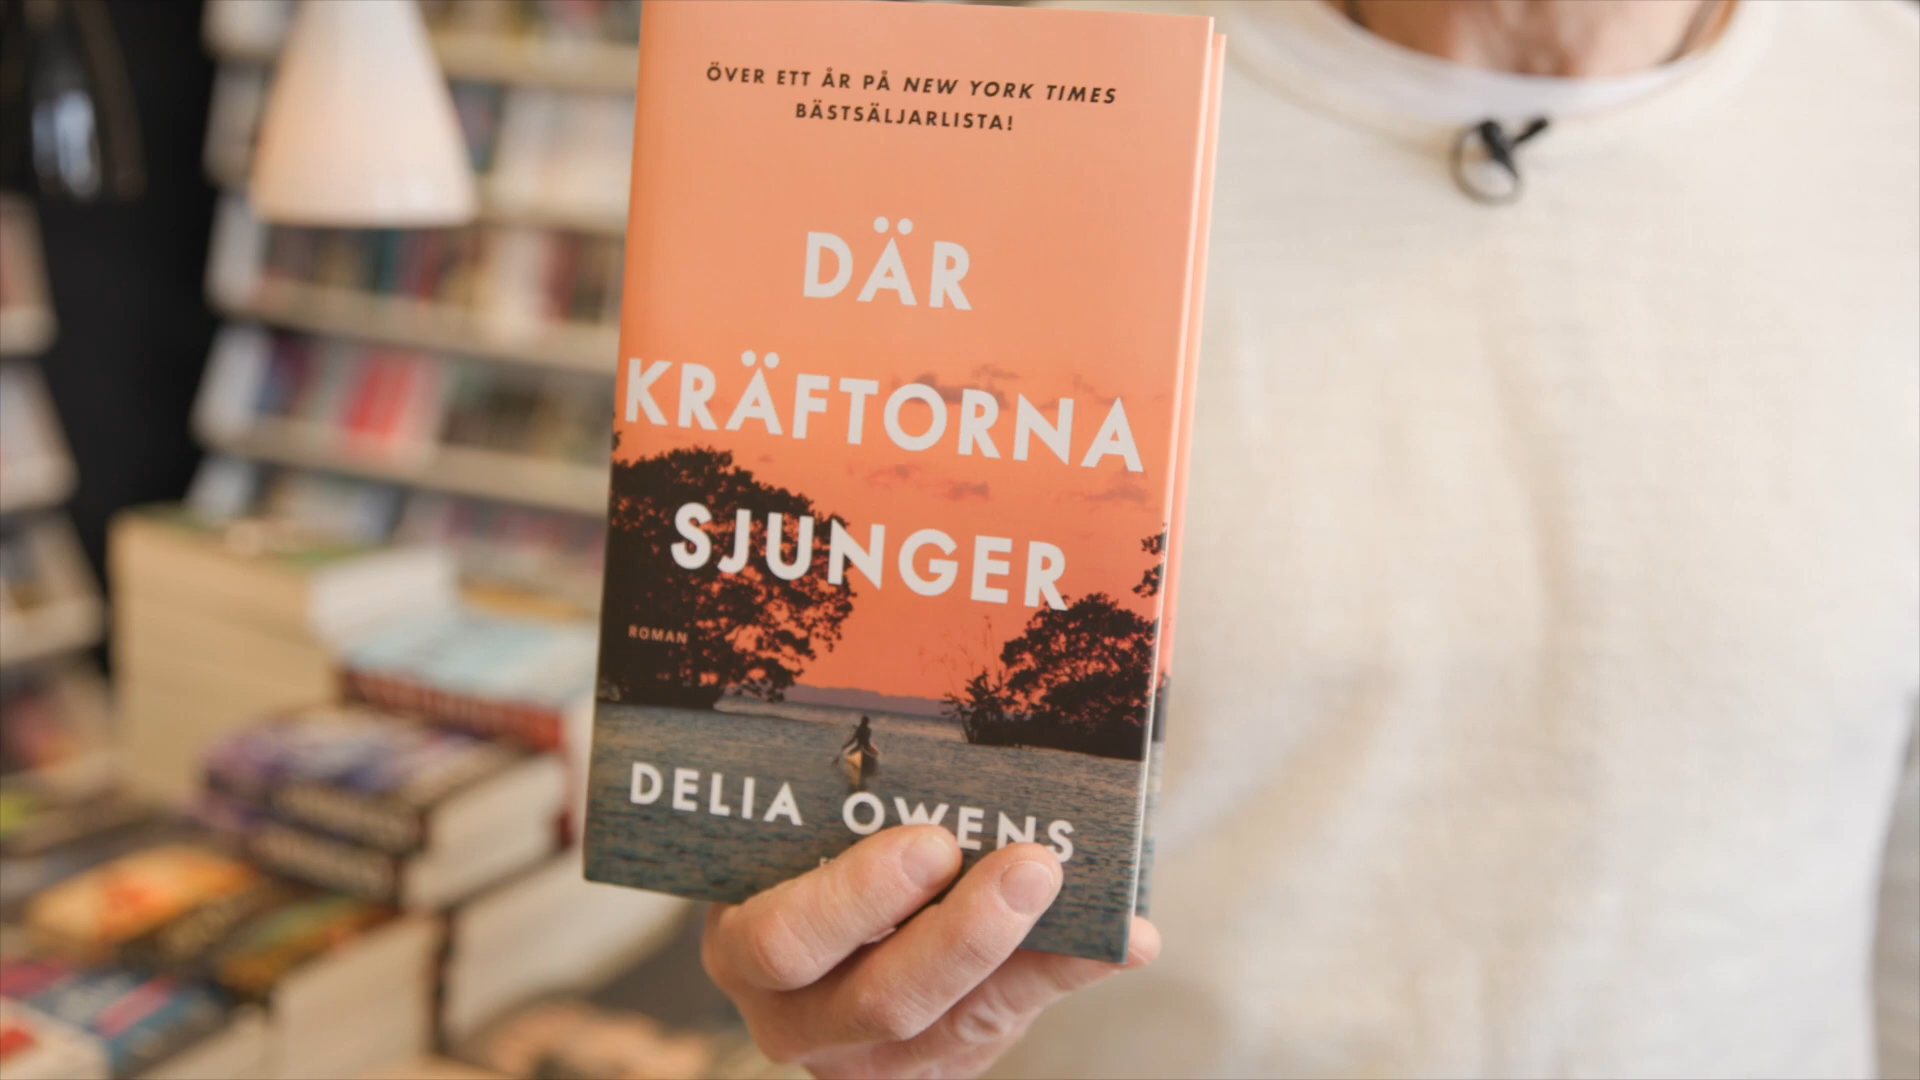 ÖVER ETT ÅR PÅ NEW YORK TIMES
BÄSTSÄLJARLISTA!
DÄR
KRÄFTORNA
SJUNGER
ROMAN
DELIA OWENS